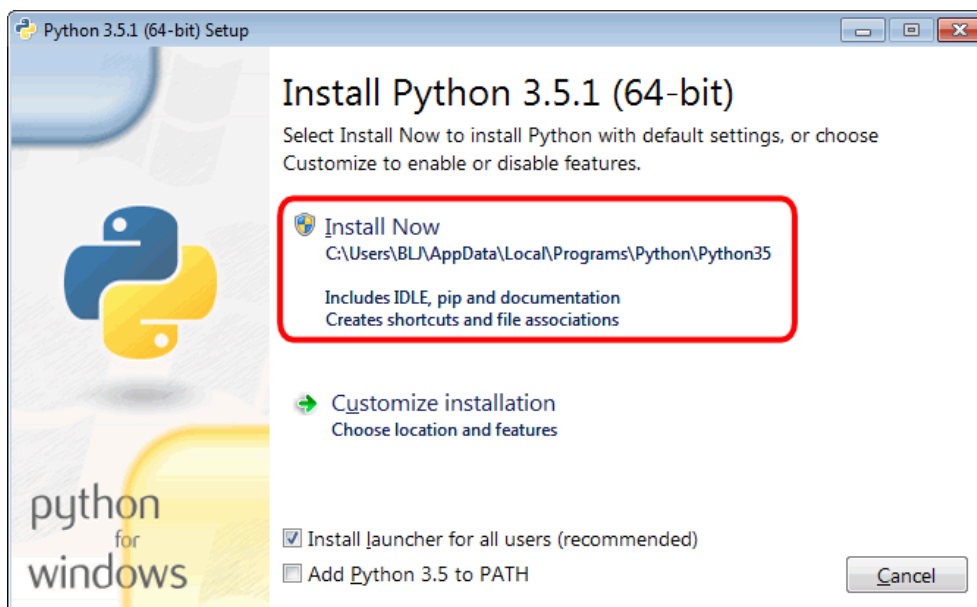 Python 3.5.1 (64-bit) Setup
Install Python 3.5.1 (64-bit)
Select Install Now to install Python with default settings, or choose
Customize to enable or disable features.
Install Now
C:\Users\BLJ\AppData\Local\Programs\Python\Python35
Includes IDLE, pip and documentation
Creates shortcuts and file associations
Customize installation
Choose location and features
python
for
windows
Install launcher for all users (recommended)
Add Python 3.5 to PATH
Cancel